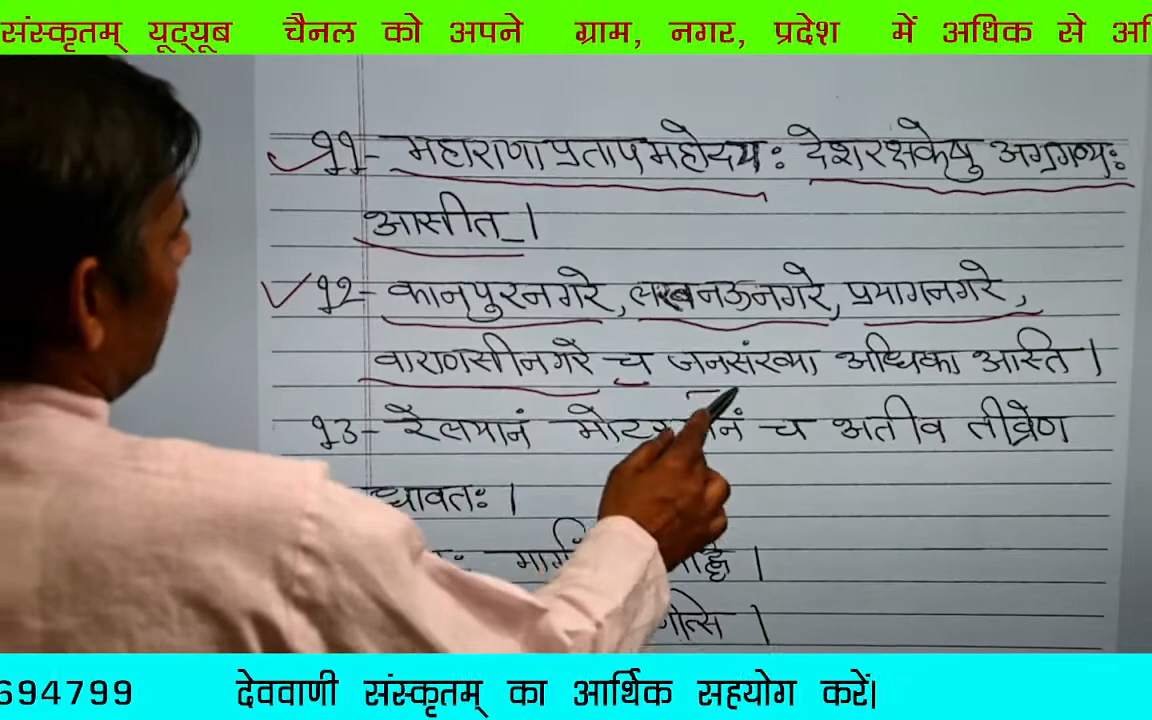 संस्कृतम् यूट्यूब चैनल को अपने ग्राम, नगर, प्रदेश में अधिक से
११- महाराणाप्रतापमहोदयः देशरक्षकेषु अग्रगण्यः
आसीत् ।
१२- कानपुरनगरे, लखनऊनगरे, प्रयागनगरे,
वाराणसीनगरे च जनसंख्या अधिका अस्ति ।
१३- रैलयानं च अतीव तीव्रेण
धावतः ।
।
।
694799 देववाणी संस्कृतम् का आर्थिक सहयोग करें।